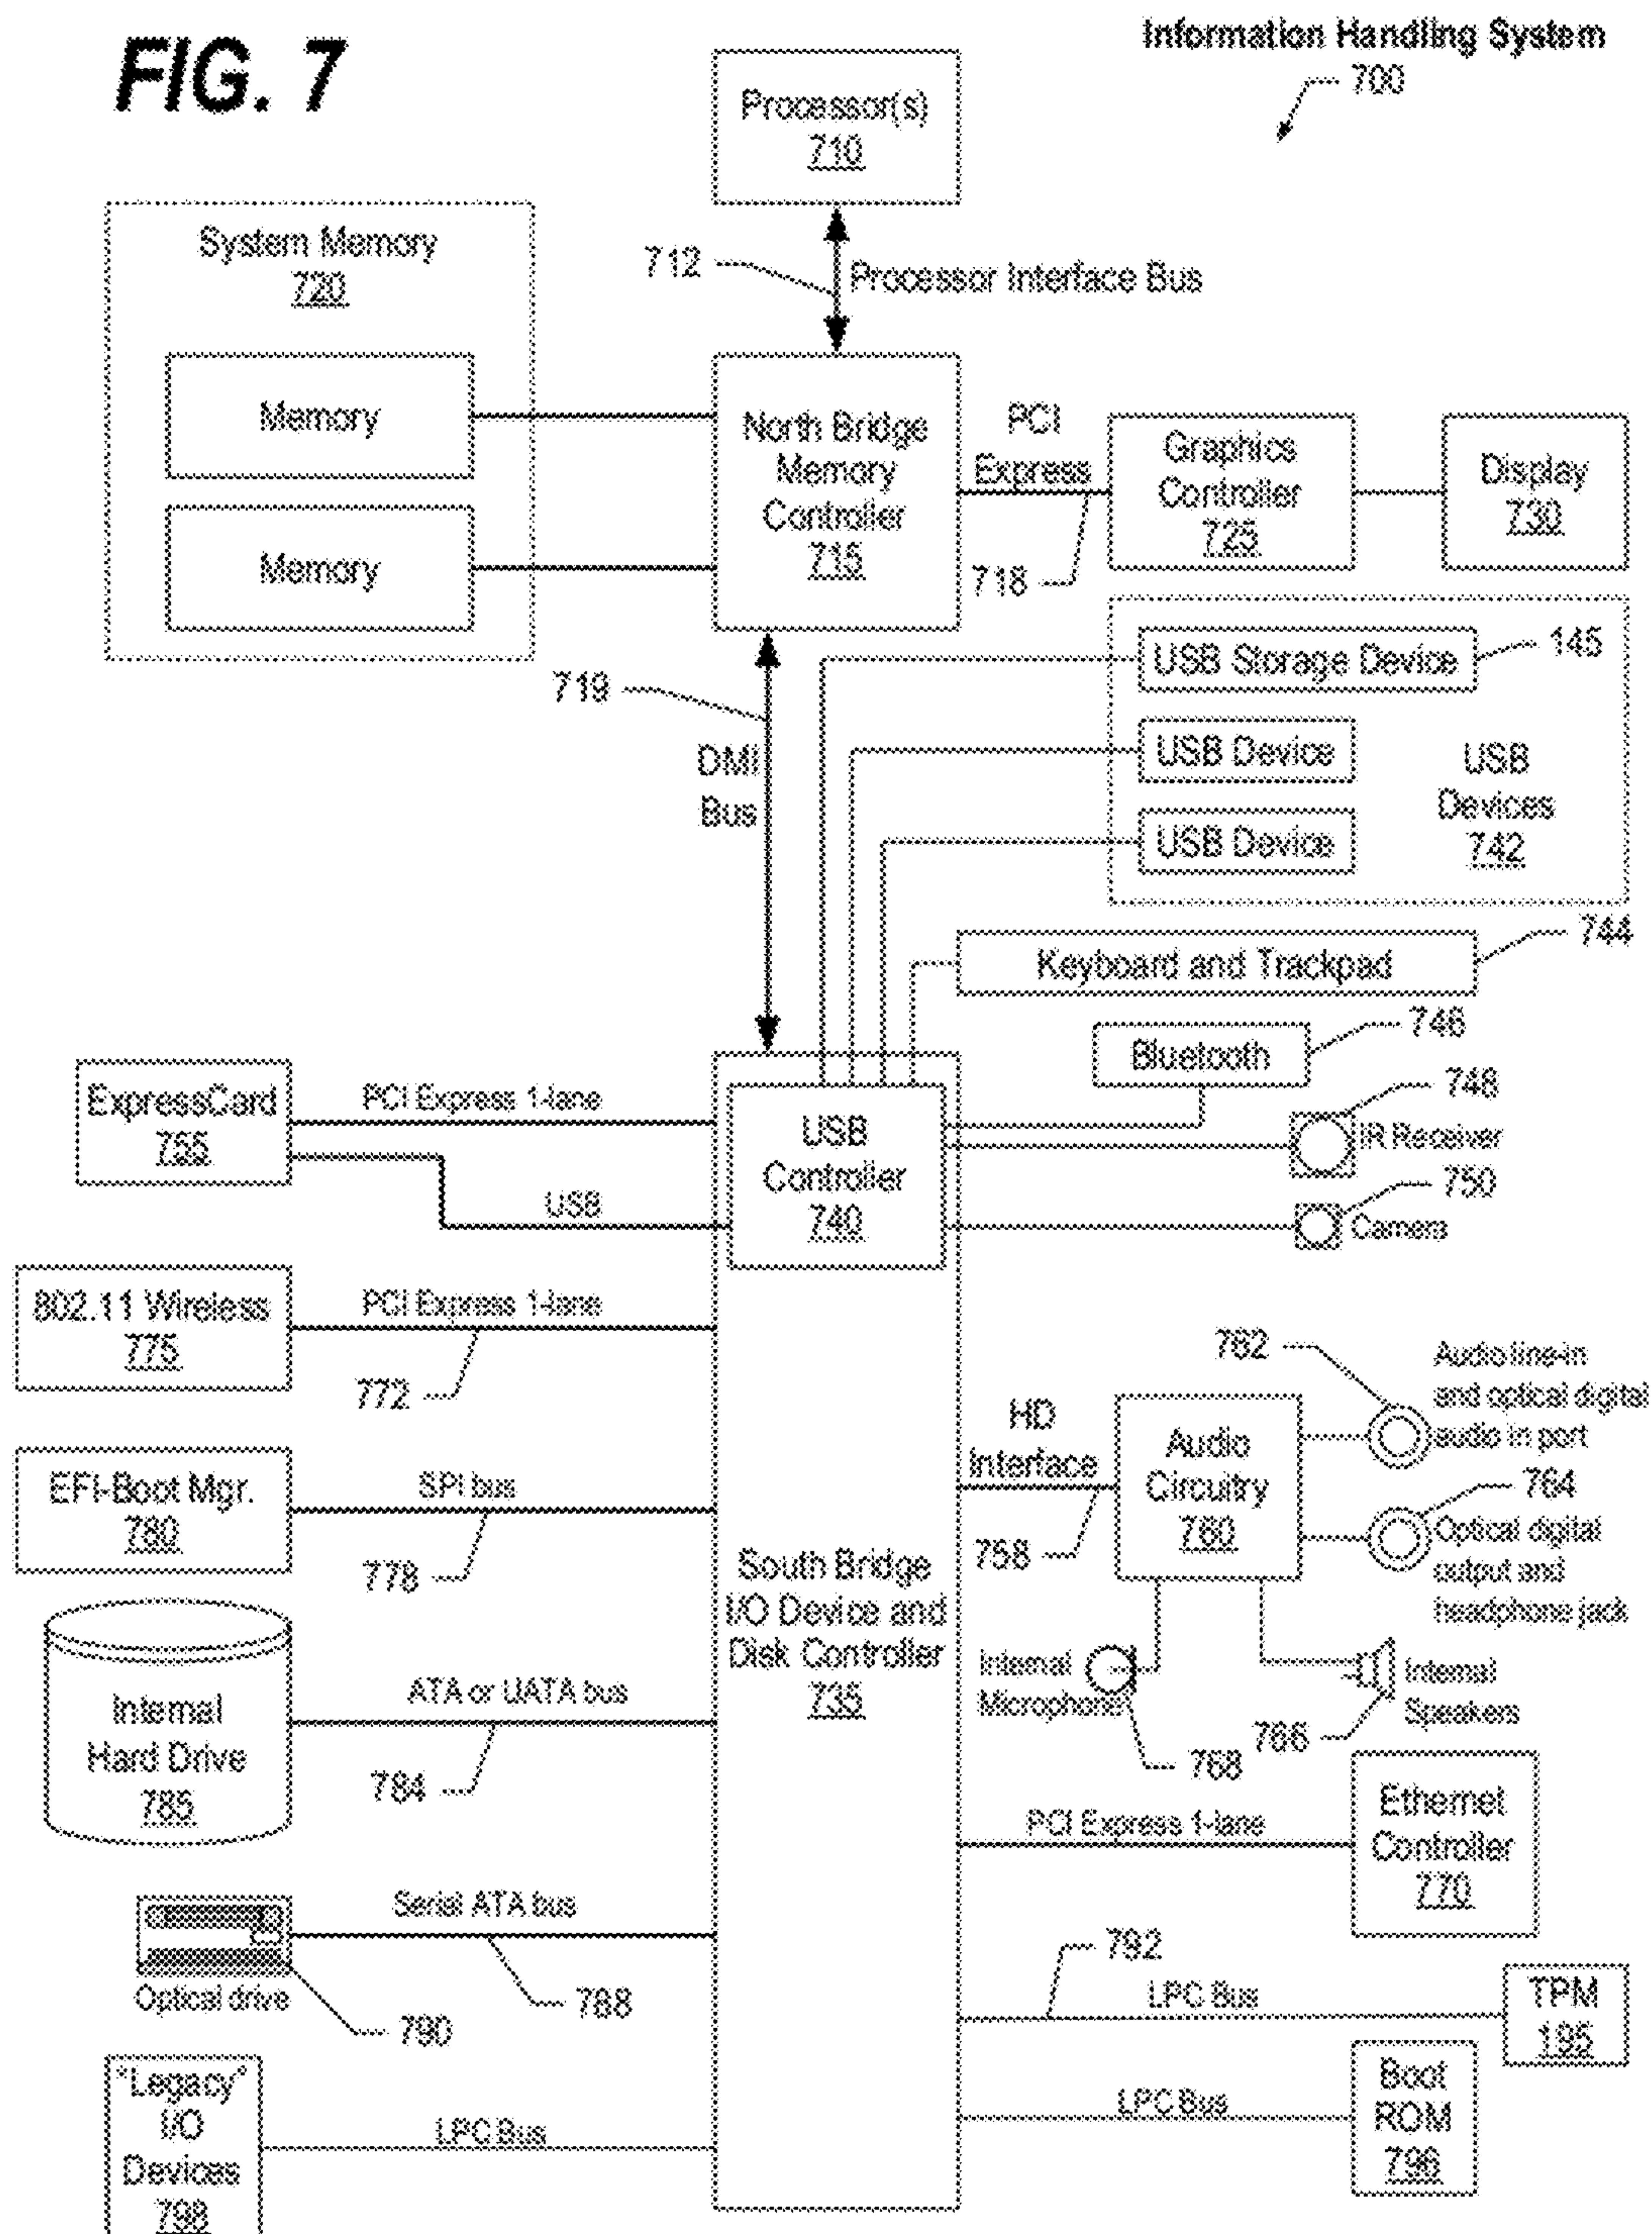 FIG. 7
Information Handling System
700
Processor(s)
710
System Memory
720
712
Processor Interface Bus
Memory
Memory
North Bridge
Memory
Controller
715
PCI
Express
718
Graphics
Controller
725
Display
730
719
DMI
Bus
USB Storage Device
145
USB Device
USB Device
USB
Devices
742
Keyboard and Trackpad
744
Bluetooth
746
748
IR Receiver
750
Camera
ExpressCard
755
PCI Express 1-lane
USB
USB
Controller
740
802.11 Wireless
775
PCI Express 1-lane
772
EFI-Boot Mgr.
780
SPI bus
778
Internal
Hard Drive
785
ATA or UATA bus
784
South Bridge
I/O Device and
Disk Controller
735
HD
Interface
758
Audio
Circuitry
760
762
Audio line-in
and optical digital
audio in port
764
Optical digital
output and
headphone jack
Internal
Microphone
768
766
Internal
Speakers
PCI Express 1-lane
Ethernet
Controller
770
Serial ATA bus
788
Optical drive
790
792
LPC Bus
TPM
195
"Legacy"
I/O
Devices
798
LPC Bus
LPC Bus
Boot
ROM
796